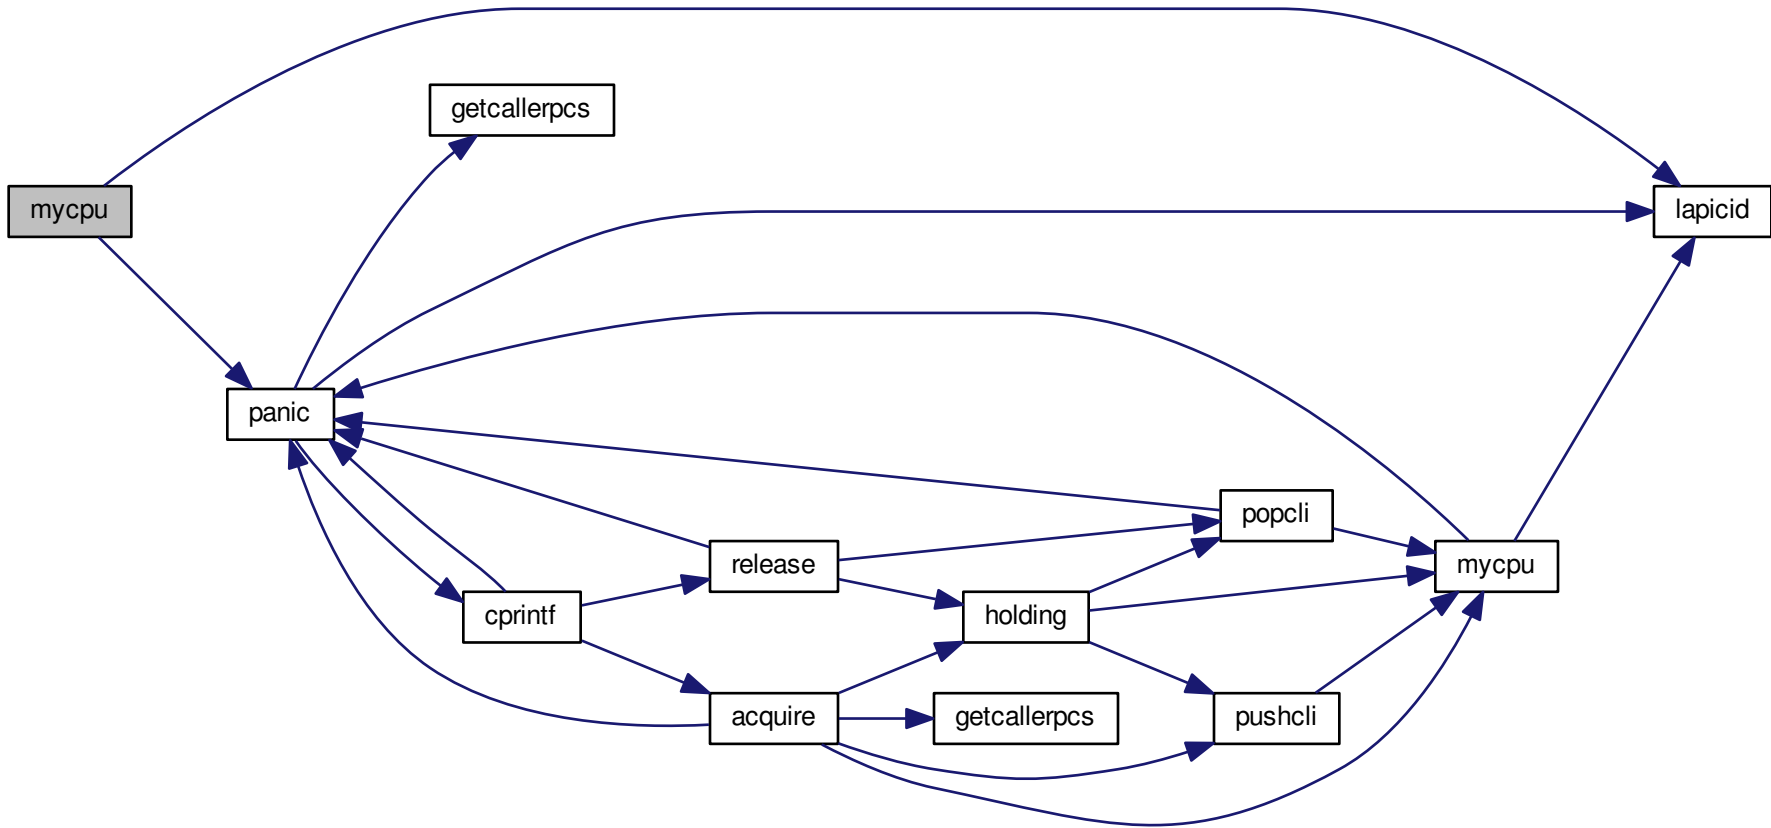 getcallerpcs
mycpu
lapicid
panic
popcli
release
mycpu
cprintf
holding
acquire
getcallerpcs
pushcli